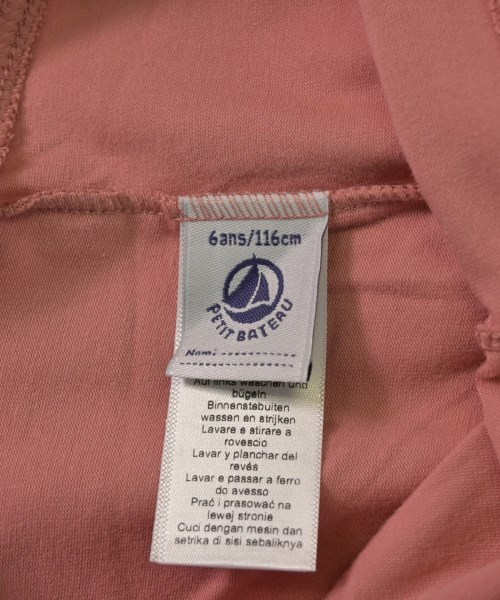 6ans/116cm
PETIT BATEAU
Nami
Auf links waschen und
bügeln
Binnenstebuiten
wassen en strijken
Lavare e stirare a
rovescio
Lavar y planchar del
revés
Lavar e passar a ferro
do avesso
Prać i prasować na
lewej stronie
Cuci dengan mesin dan
setrika di sisi sebaliknya